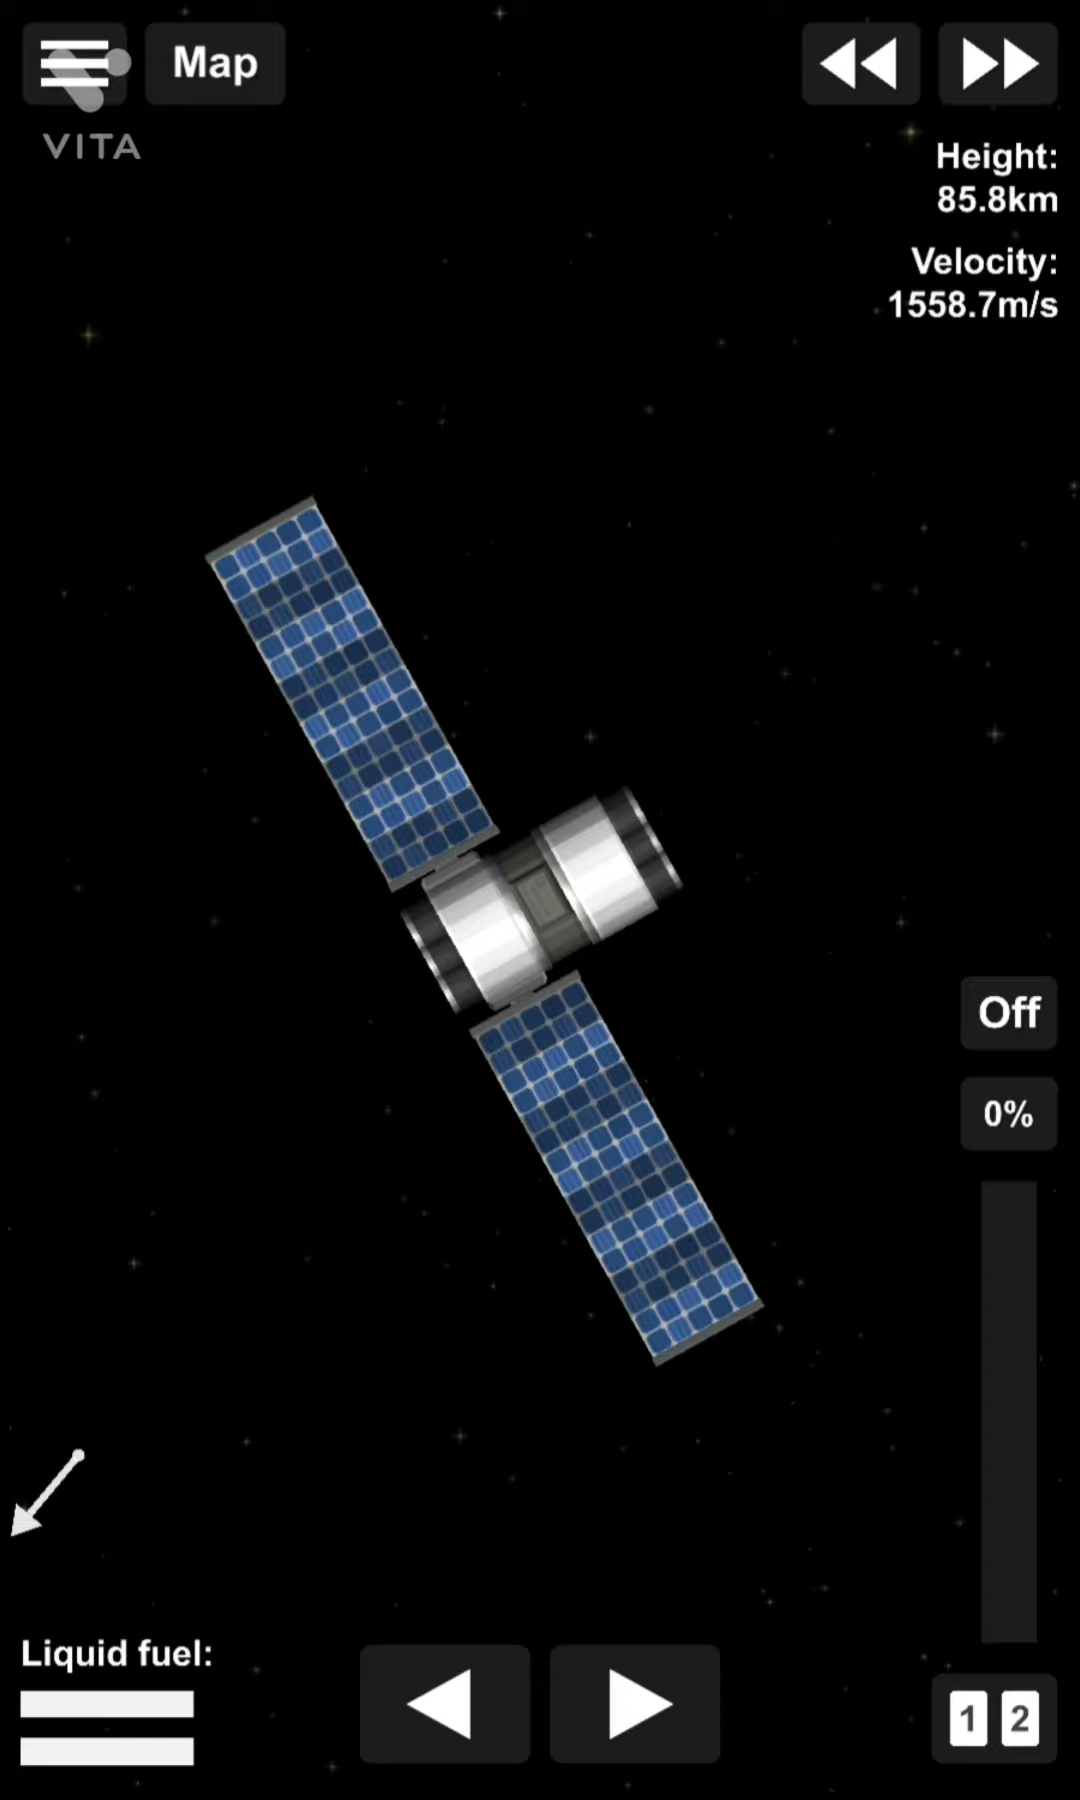 Map
VITA
Height:
85.8km
Velocity:
1558.7m/s
Off
0%
Liquid fuel:
1 2